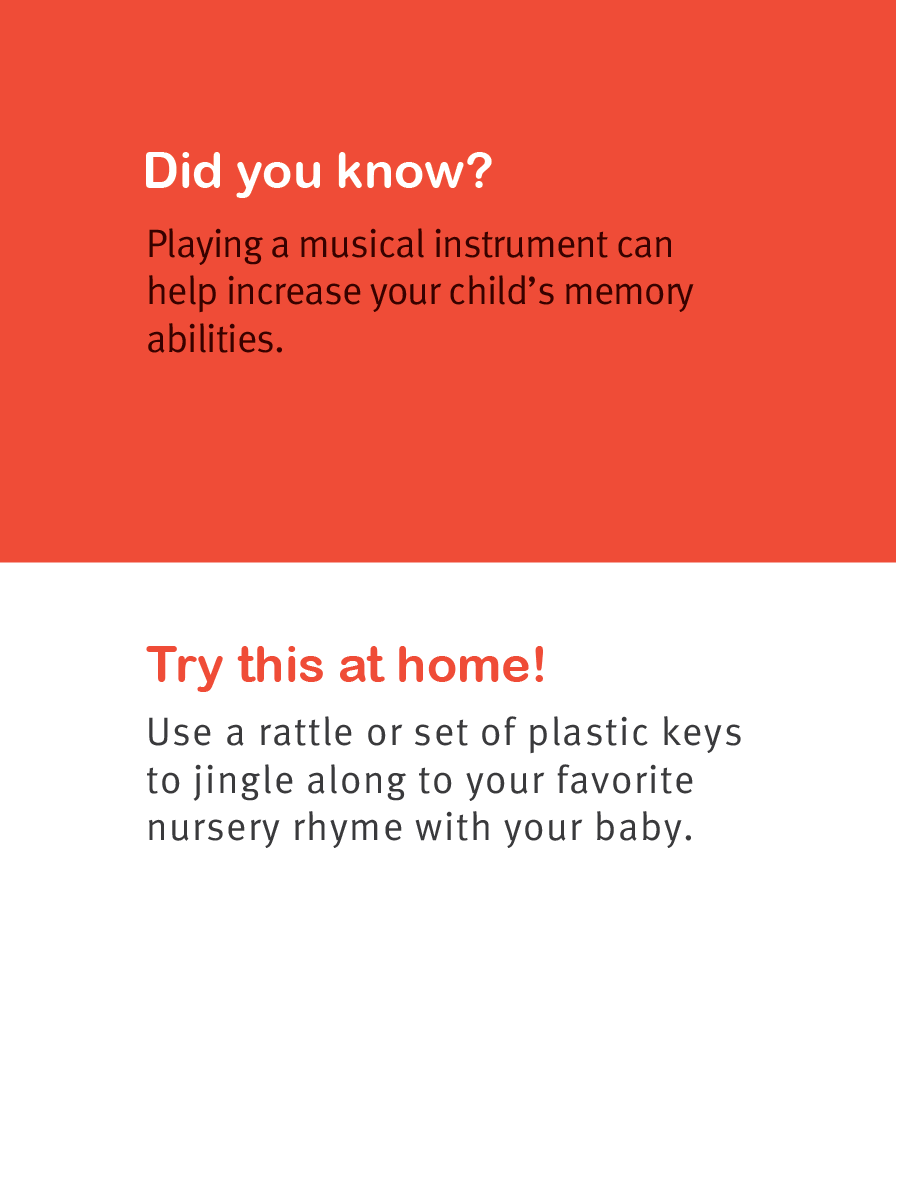 Did you know?
Playing a musical instrument can
help increase your child’s memory
abilities.
Try this at home!
Use a rattle or set of plastic keys
to jingle along to your favorite
nursery rhyme with your baby.